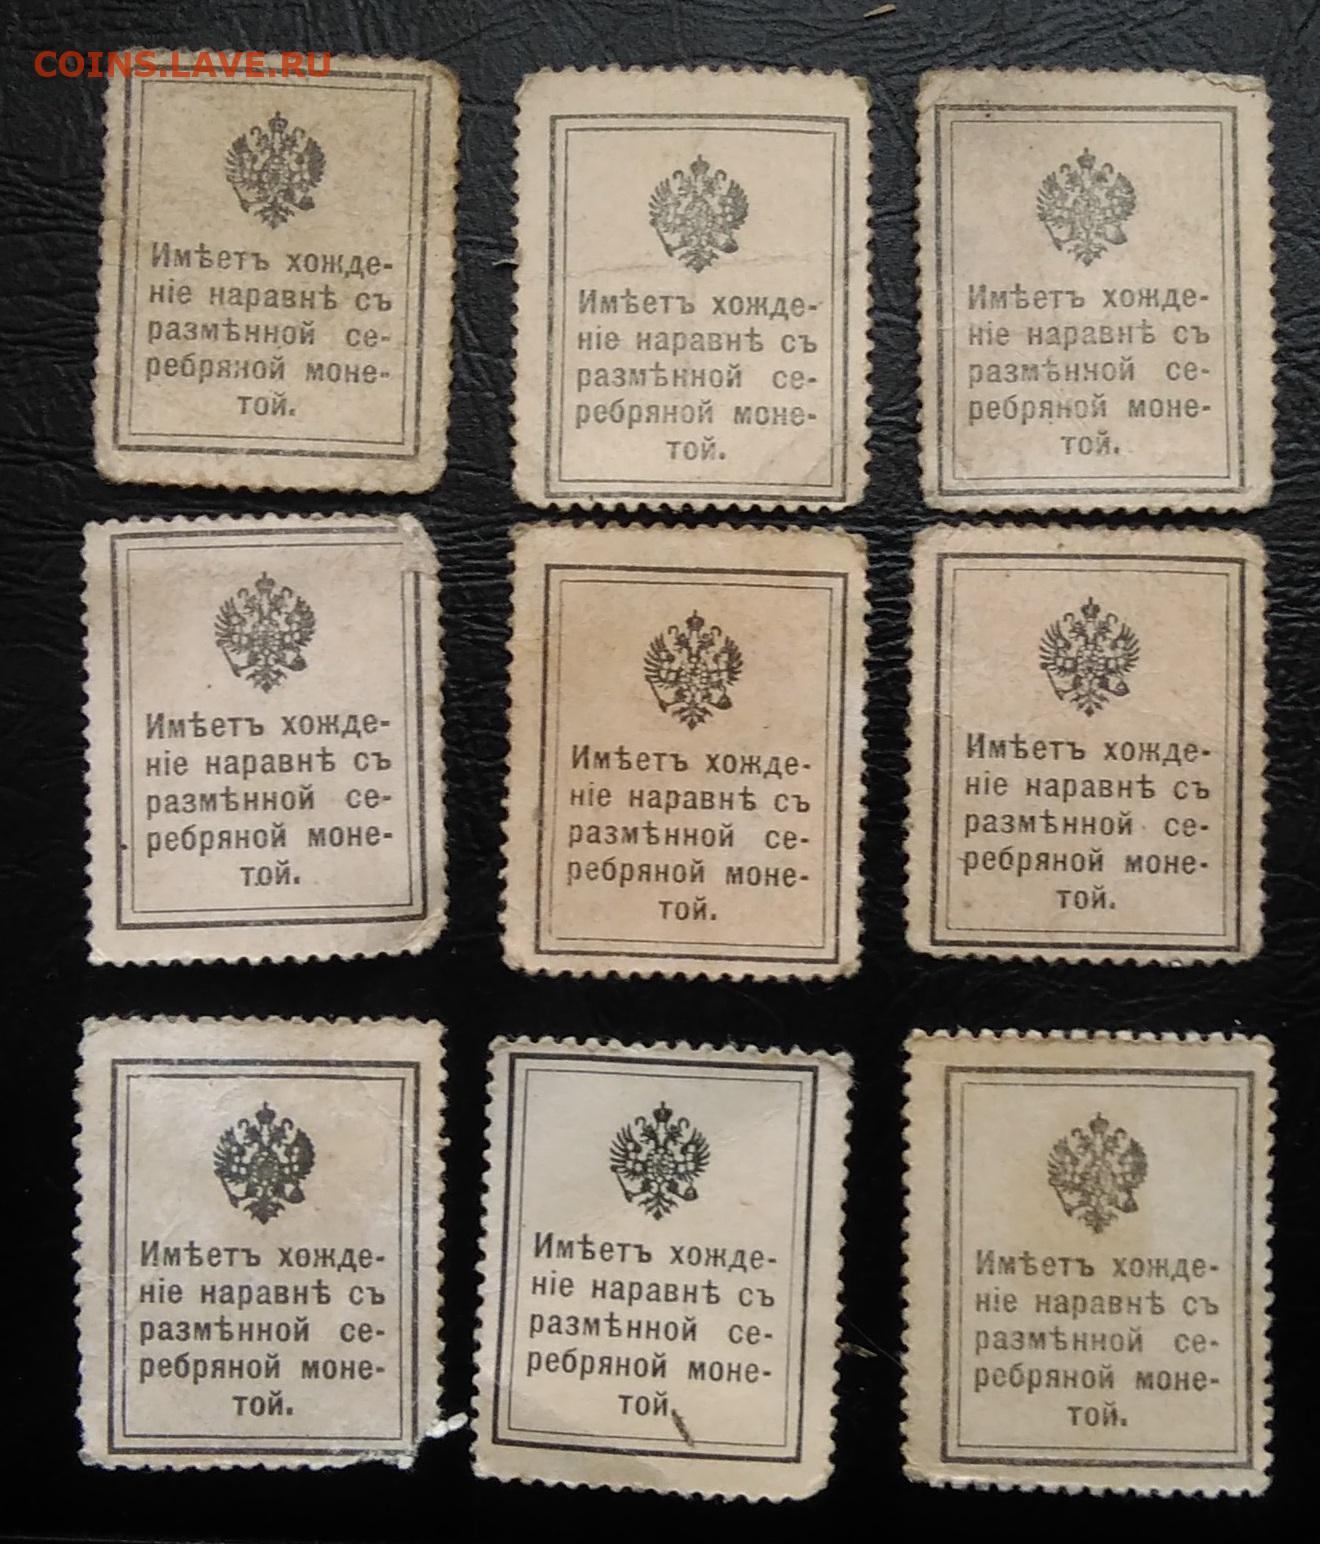 COINS.LAVE.RU
Имѣетъ хожде-
ніе наравнѣ съ
размѣнной се-
ребряной моне-
той.
Имѣетъ хожде-
ніе наравнѣ съ
размѣнной се-
ребряной моне-
той.
Имѣетъ хожде-
ніе наравнѣ съ
размѣнной се-
ребряной моне-
той.
Имѣетъ хожде-
ніе наравнѣ съ
размѣнной се-
ребряной моне-
той.
Имѣетъ хожде-
ніе наравнѣ съ
размѣнной се-
ребряной моне-
той.
Имѣетъ хожде-
ніе наравнѣ съ
размѣнной се-
ребряной моне-
той.
Имѣетъ хожде-
ніе наравнѣ съ
размѣнной се-
ребряной моне-
той.
Имѣетъ хожде-
ніе наравнѣ съ
размѣнной се-
ребряной моне-
той.
Имѣетъ хожде-
ніе наравнѣ съ
размѣнной се-
ребряной моне-
той.